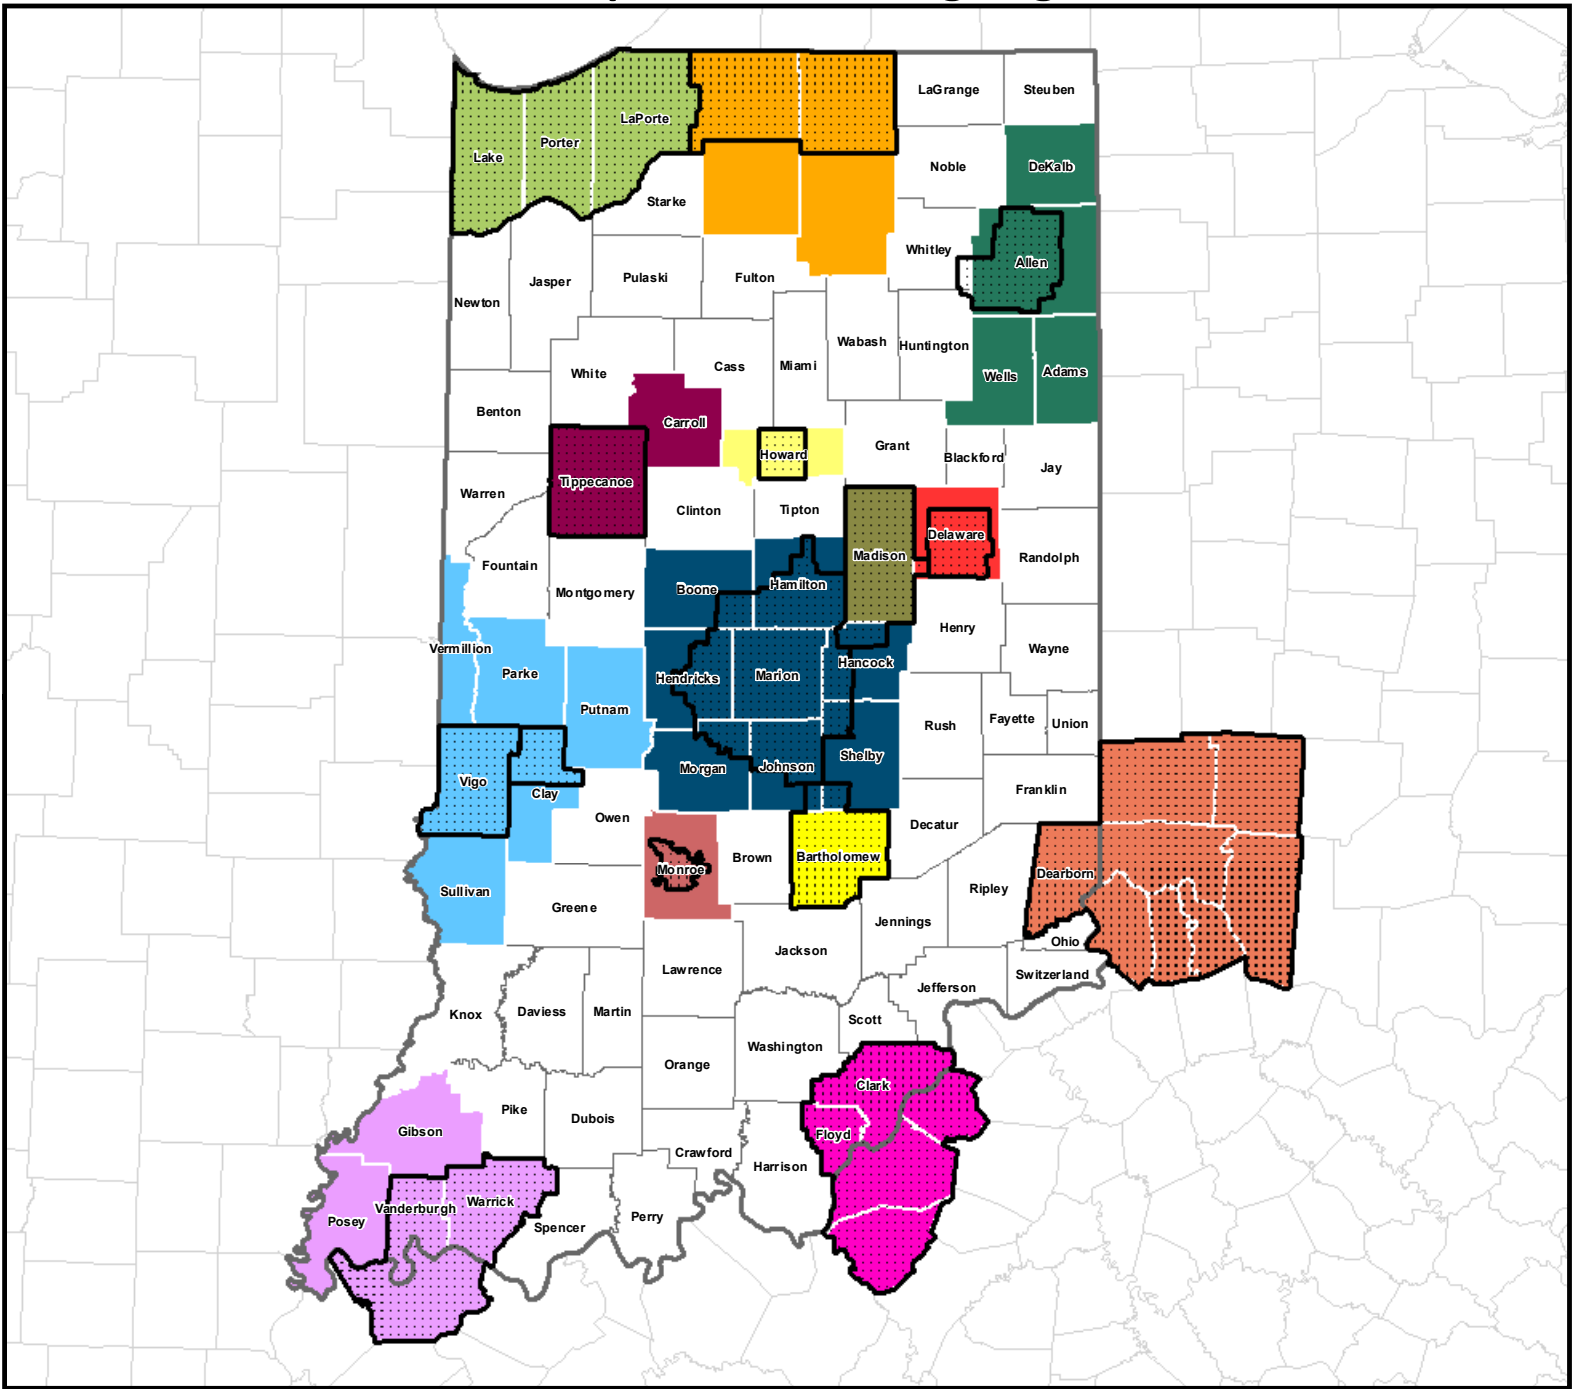 LaGrange
Steuben
LaPorte
Porter
Lake
Noble
DeKalb
Starke
Whitley
Allen
Jasper
Pulaski
Fulton
Newton
Wabash
Huntington
White
Cass
Miami
Wells
Adams
Benton
Carroll
Grant
Howard
Blackford
Jay
Tippecanoe
Warren
Clinton
Tipton
Delaware
Madison
Randolph
Fountain
Montgomery
Boone
Hamilton
Henry
Vermillion
Wayne
Parke
Hendricks
Marion
Hancock
Putnam
Rush
Fayette
Union
Vigo
Morgan
Johnson
Shelby
Clay
Franklin
Owen
Decatur
Monroe
Brown
Bartholomew
Dearborn
Sullivan
Ripley
Greene
Jennings
Ohio
Jackson
Lawrence
Switzerland
Jefferson
Knox
Daviess
Martin
Scott
Washington
Orange
Clark
Pike
Dubois
Gibson
Floyd
Crawford
Harrison
Vanderburgh
Warrick
Posey
Perry
Spencer